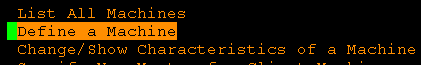 List All Machines
Define a Machine
Change/Show Characteristics of a Machine